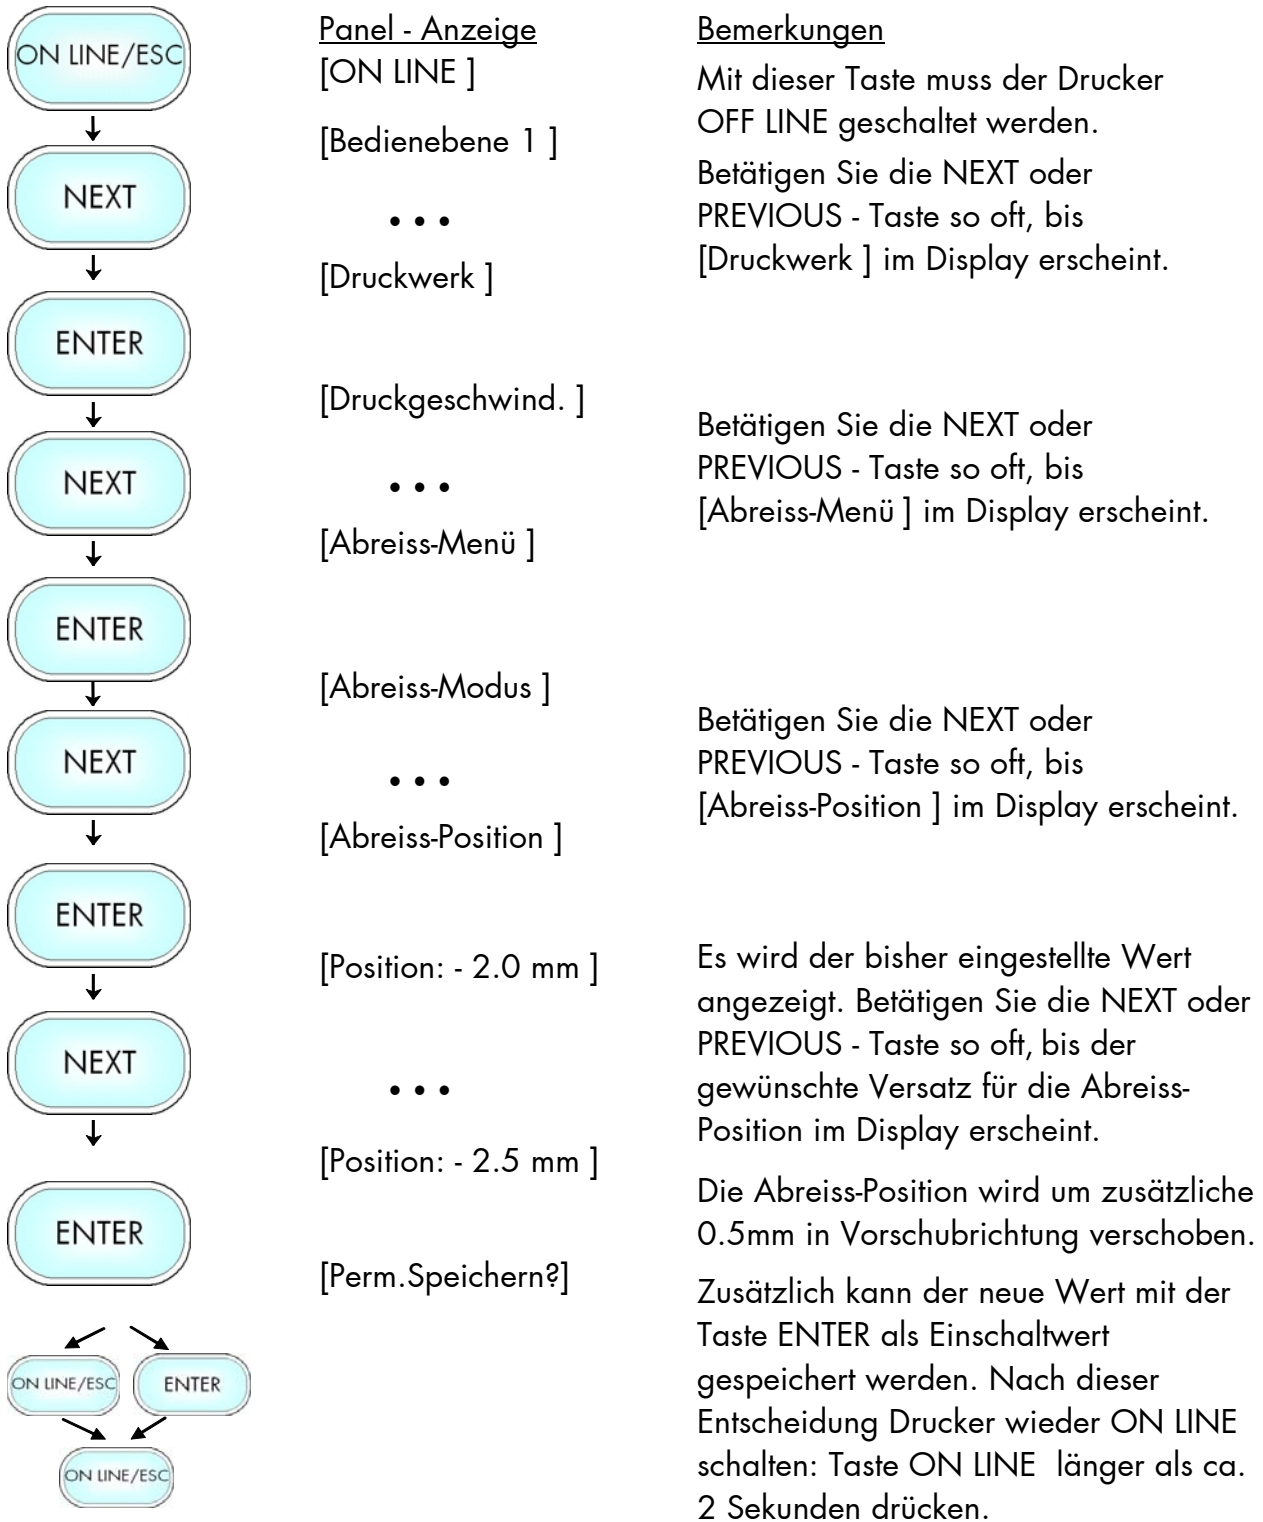 ON LINE/ESC
Panel - Anzeige
Bemerkungen
[ON LINE ]
Mit dieser Taste muss der Drucker
OFF LINE geschaltet werden.
[Bedienebene 1 ]
NEXT
• • •
Betätigen Sie die NEXT oder
PREVIOUS - Taste so oft, bis
[Druckwerk ] im Display erscheint.
[Druckwerk ]
ENTER
[Druckgeschwind. ]
NEXT
• • •
Betätigen Sie die NEXT oder
PREVIOUS - Taste so oft, bis
[Abreiss-Menü ] im Display erscheint.
[Abreiss-Menü ]
ENTER
[Abreiss-Modus ]
NEXT
• • •
Betätigen Sie die NEXT oder
PREVIOUS - Taste so oft, bis
[Abreiss-Position ] im Display erscheint.
[Abreiss-Position ]
ENTER
[Position: - 2.0 mm ]
Es wird der bisher eingestellte Wert
angezeigt. Betätigen Sie die NEXT oder
PREVIOUS - Taste so oft, bis der
gewünschte Versatz für die Abreiss-
Position im Display erscheint.
NEXT
• • •
[Position: - 2.5 mm ]
Die Abreiss-Position wird um zusätzliche
0.5mm in Vorschubrichtung verschoben.
ENTER
[Perm.Speichern?]
Zusätzlich kann der neue Wert mit der
Taste ENTER als Einschaltwert
gespeichert werden. Nach dieser
Entscheidung Drucker wieder ON LINE
schalten: Taste ON LINE länger als ca.
2 Sekunden drücken.
ON LINE/ESC
ENTER
ON LINE/ESC